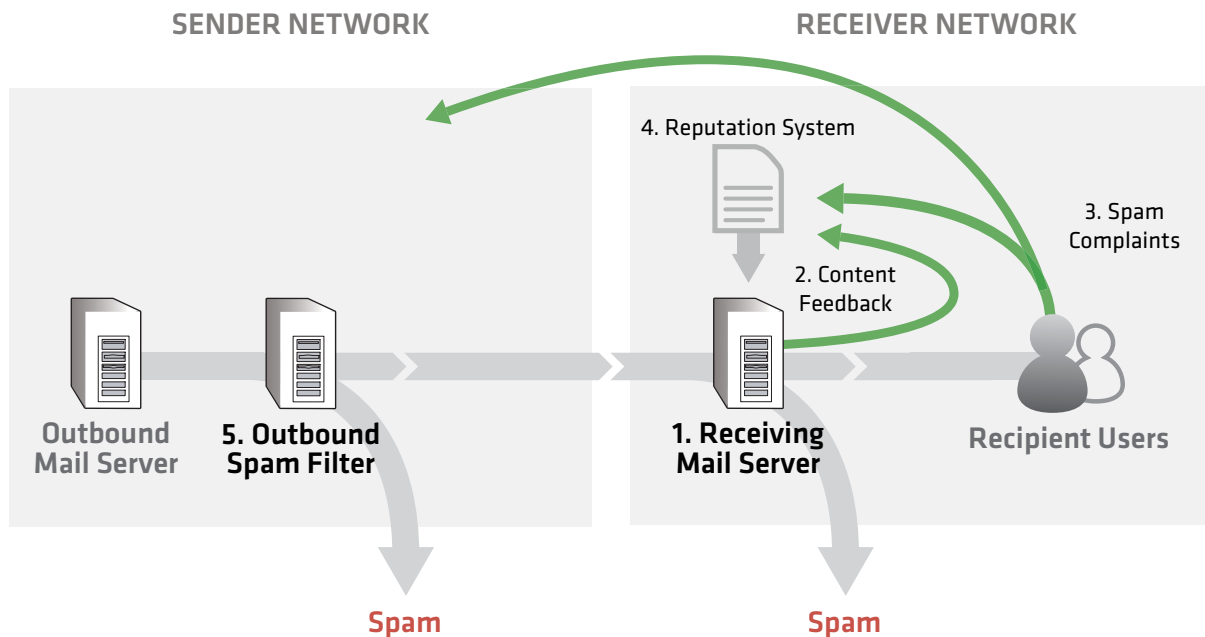 SENDER NETWORK
RECEIVER NETWORK
4. Reputation System
3. Spam
Complaints
2. Content
Feedback
Outbound
Mail Server
5. Outbound
Spam Filter
1. Receiving
Mail Server
Recipient Users
Spam
Spam